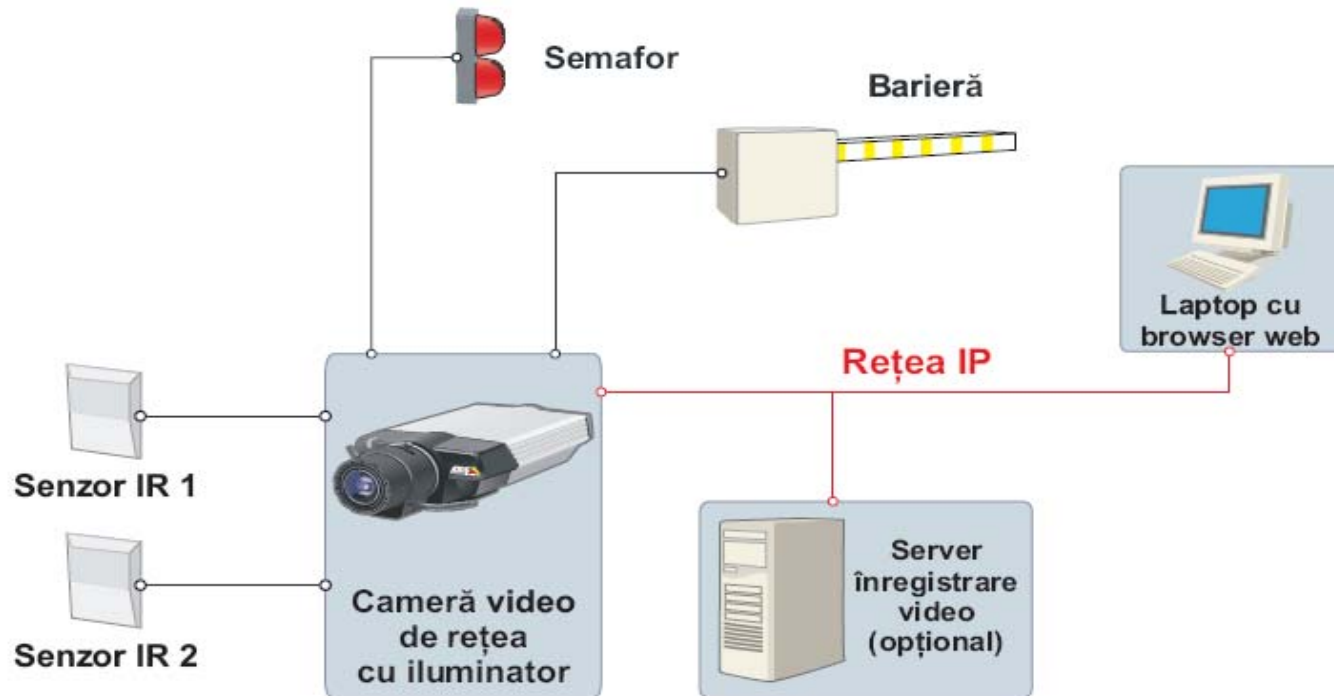 Semafor
Barieră
Laptop cu
browser web
Rețea IP
Senzor IR 1
Senzor IR 2
AXIS
Cameră video
de rețea
cu iluminator
Server
înregistrare
video
(opțional)